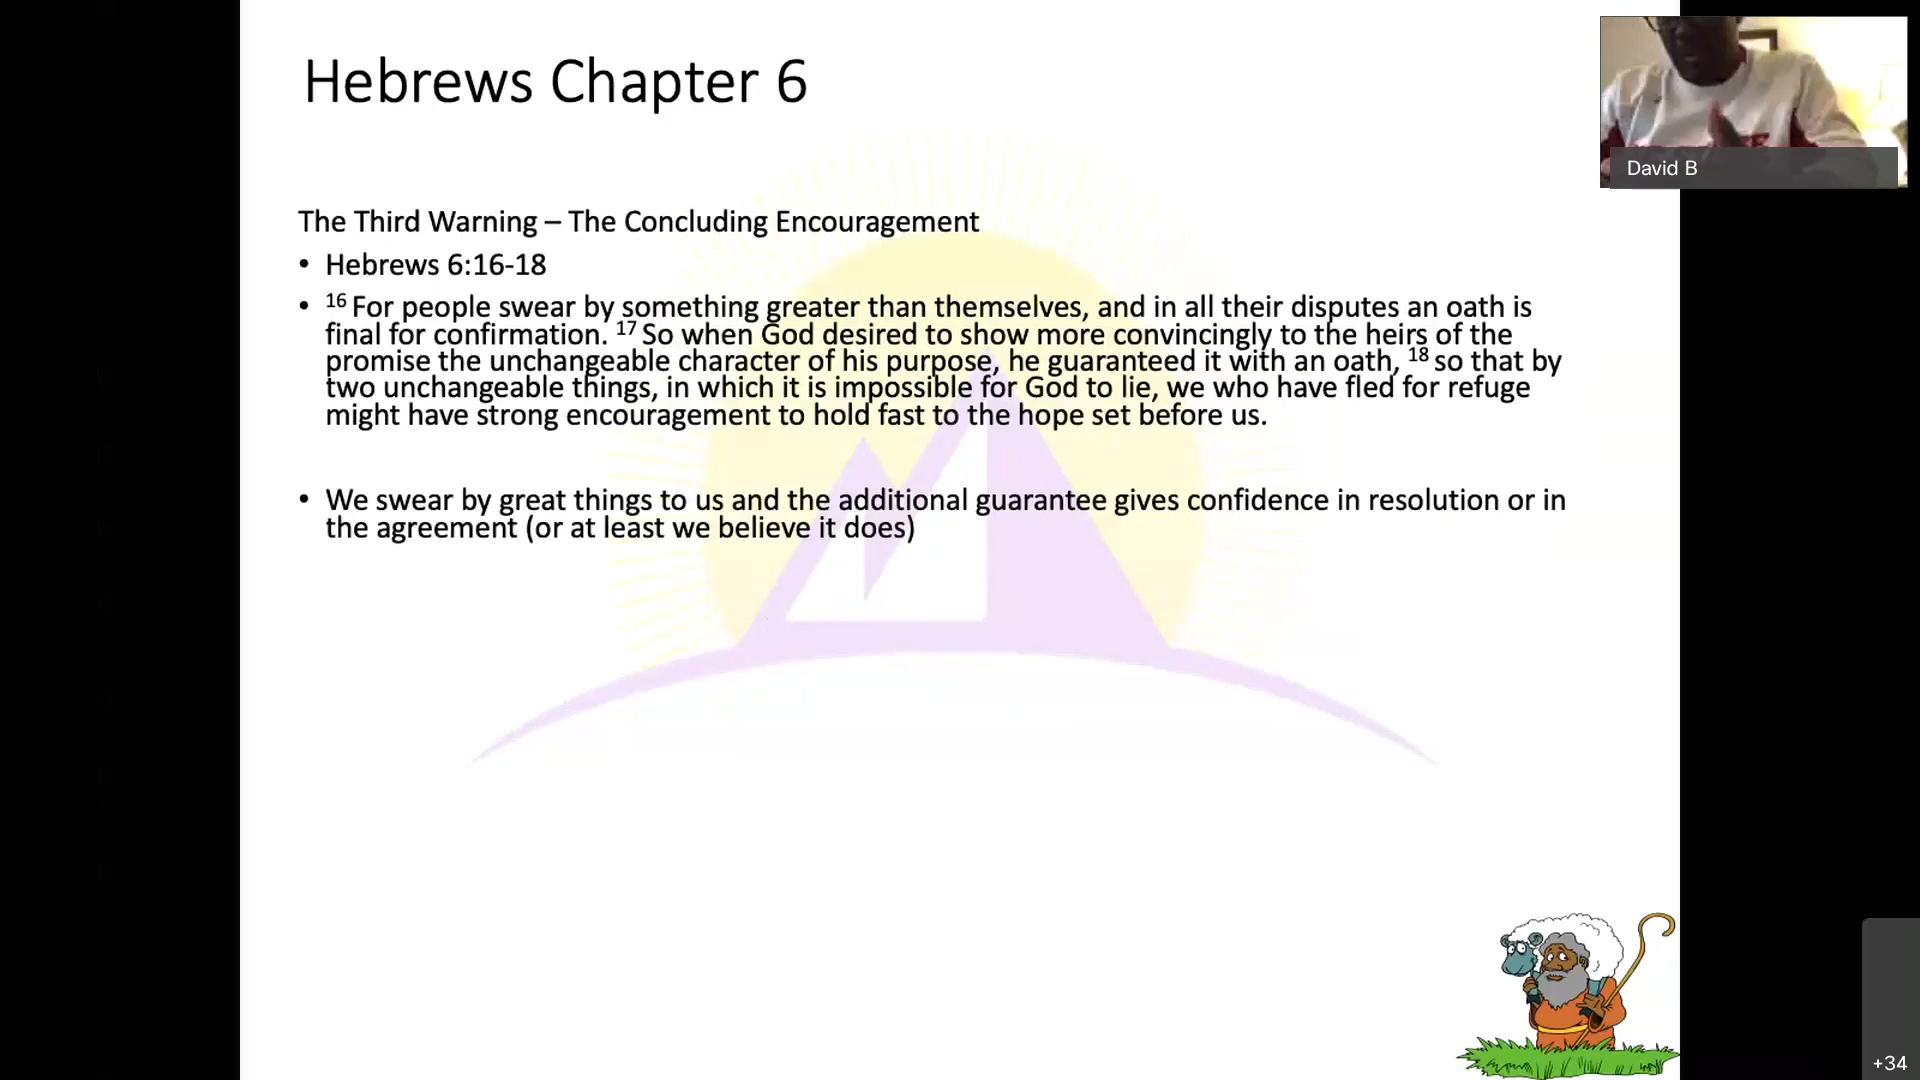 Hebrews Chapter 6
David B
The Third Warning – The Concluding Encouragement
• Hebrews 6:16-18
• 16 For people swear by something greater than themselves, and in all their disputes an oath is
final for confirmation. 17 So when God desired to show more convincingly to the heirs of the
promise the unchangeable character of his purpose, he guaranteed it with an oath, 18 so that by
two unchangeable things, in which it is impossible for God to lie, we who have fled for refuge
might have strong encouragement to hold fast to the hope set before us.
• We swear by great things to us and the additional guarantee gives confidence in resolution or in
the agreement (or at least we believe it does)
+34